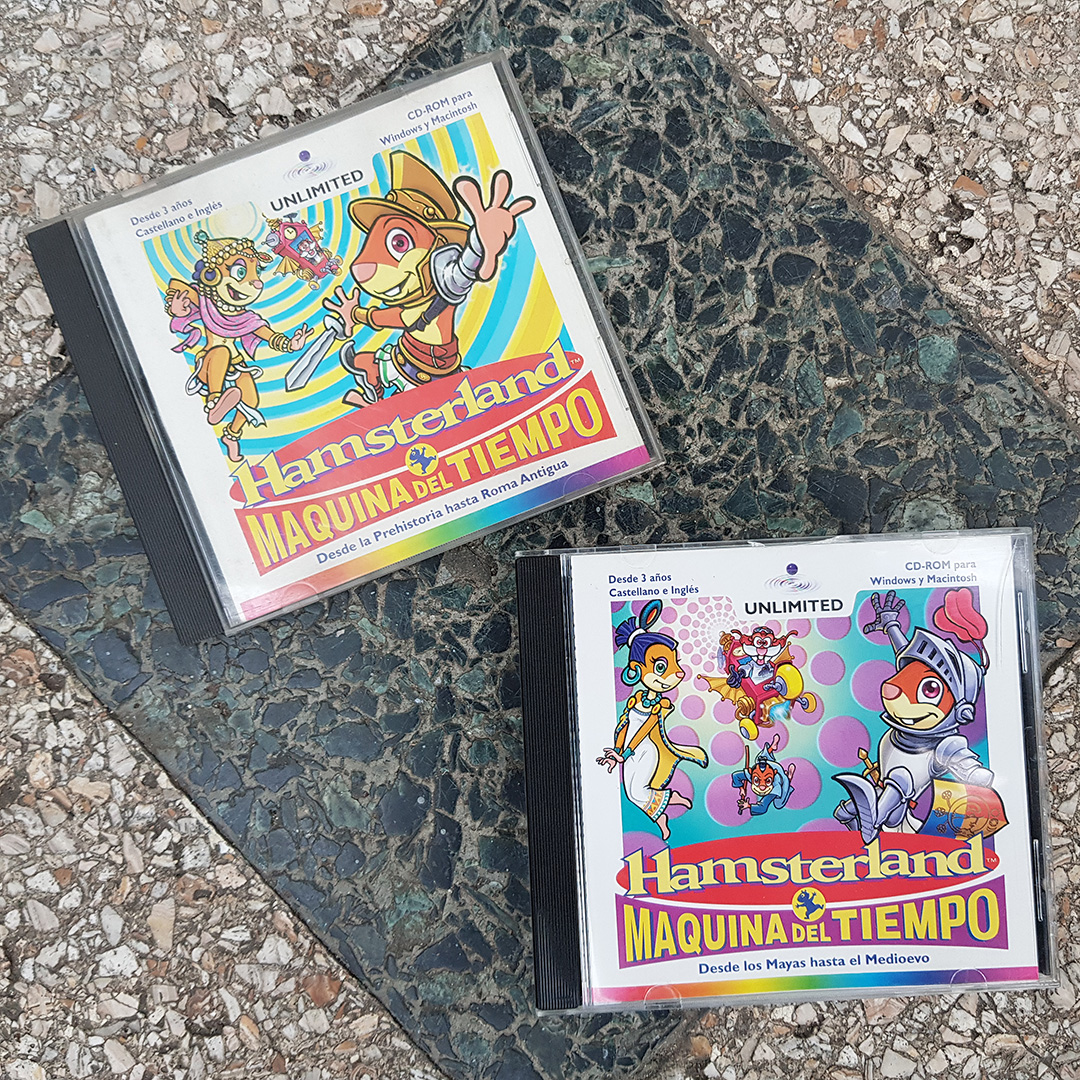 CD-ROM para
Windows y Macintosh
UNLIMITED
Desde 3 años
Castellano e Inglés
Hamsterland™
MAQUINA DEL TIEMPO
Desde la Prehistoria hasta Roma Antigua
Desde 3 años
Castellano e Inglés
UNLIMITED
CD-ROM para
Windows y Macintosh
Hamsterland™
MAQUINA DEL TIEMPO
Desde los Mayas hasta el Medioevo